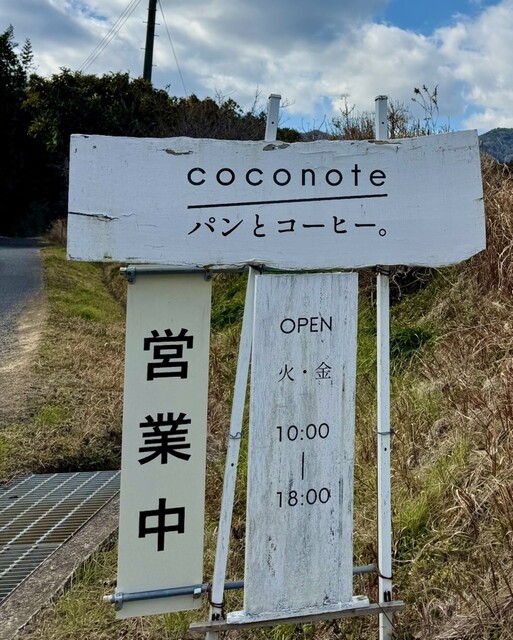 coconote
パンとコーヒー。
営業中
OPEN
火・金
10:00
|
18:00